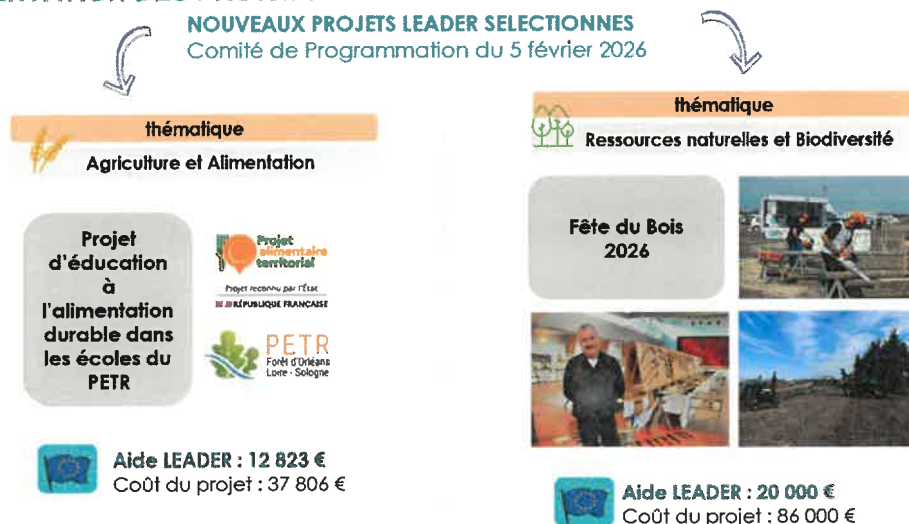 NOUVEAUX PROJETS LEADER SELECTIONNES
Comité de Programmation du 5 février 2026
thématique
Agriculture et Alimentation
Projet
d'éducation
à
l'alimentation
durable dans
les écoles du
PETR
Projet
alimentaire
territorial
Projet reconnu par l'État
RÉPUBLIQUE FRANCAISE
PETR
Forêt d'Orléans
Loire - Sologne
Aide LEADER : 12 823 €
Coût du projet : 37 806 €
thématique
Ressources naturelles et Biodiversité
Fête du Bois
2026
Aide LEADER : 20 000 €
Coût du projet : 86 000 €